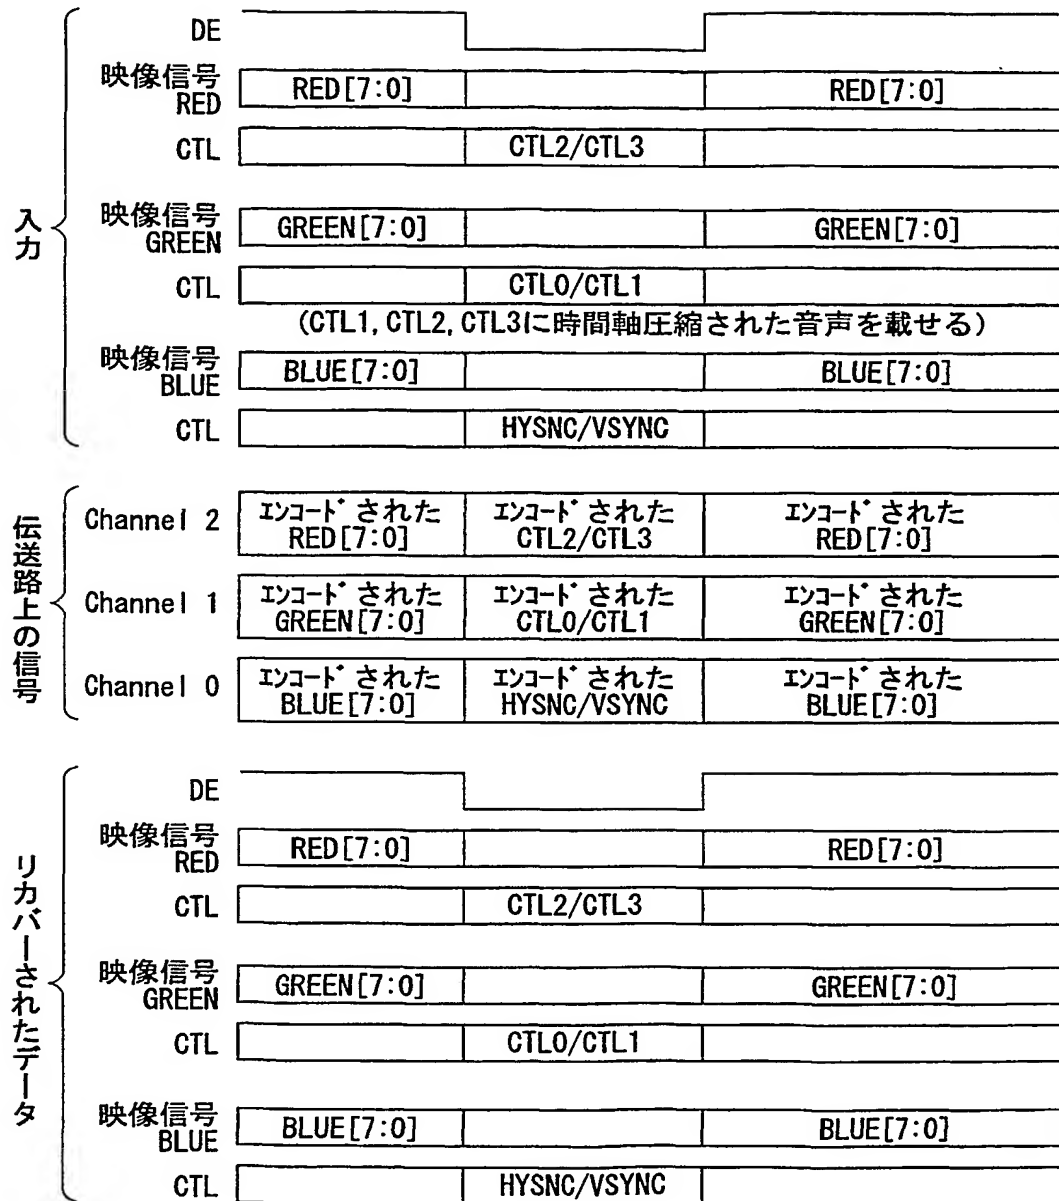 入力
DE
映像信号 RED RED[7:0] RED[7:0]
CTL CTL2/CTL3
映像信号 GREEN GREEN[7:0] GREEN[7:0]
CTL CTL0/CTL1
(CTL1, CTL2, CTL3に時間軸圧縮された音声を載せる)
映像信号 BLUE BLUE[7:0] BLUE[7:0]
CTL HYSNC/VSYNC
伝送路上の信号
Channel 2 エンコードされた RED[7:0] エンコードされた CTL2/CTL3 エンコードされた RED[7:0]
Channel 1 エンコードされた GREEN[7:0] エンコードされた CTL0/CTL1 エンコードされた GREEN[7:0]
Channel 0 エンコードされた BLUE[7:0] エンコードされた HYSNC/VSYNC エンコードされた BLUE[7:0]
リカバーされたデータ
DE
映像信号 RED RED[7:0] RED[7:0]
CTL CTL2/CTL3
映像信号 GREEN GREEN[7:0] GREEN[7:0]
CTL CTL0/CTL1
映像信号 BLUE BLUE[7:0] BLUE[7:0]
CTL HYSNC/VSYNC